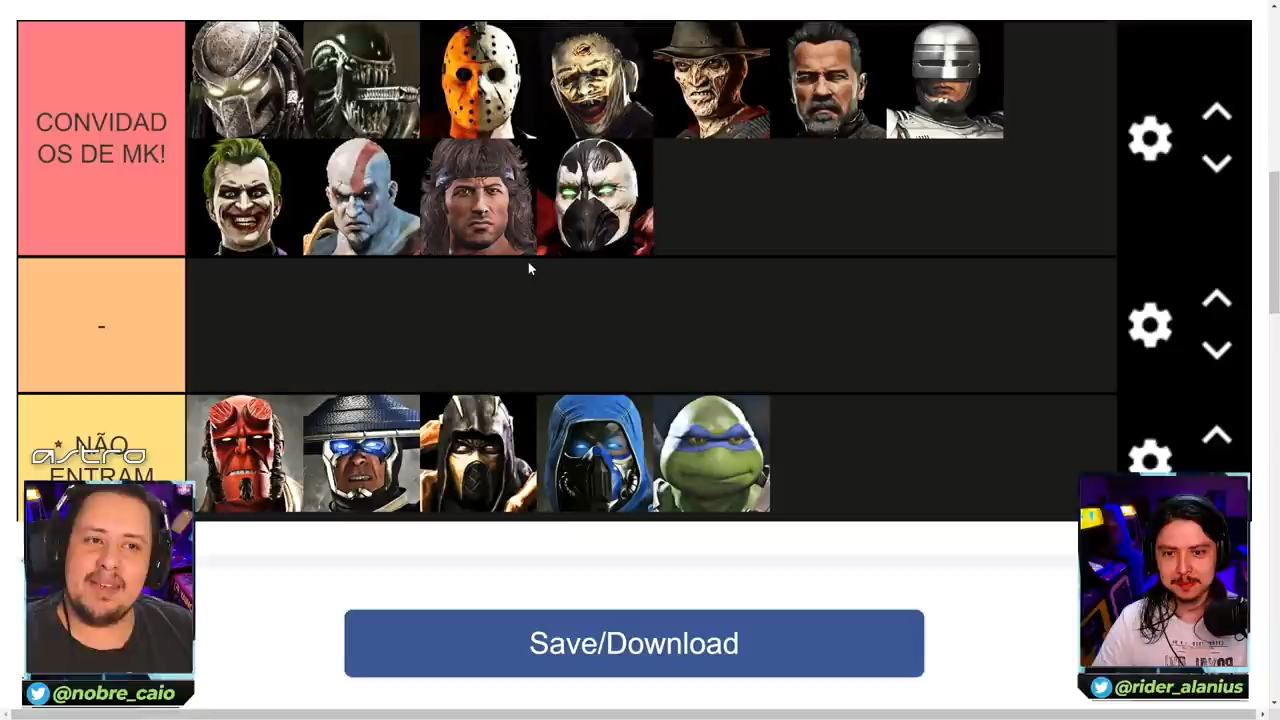 CONVIDAD
OS DE MK!
-
NÃO
ENTRAM
astro
Save/Download
@nobre_caio
@rider_alanius